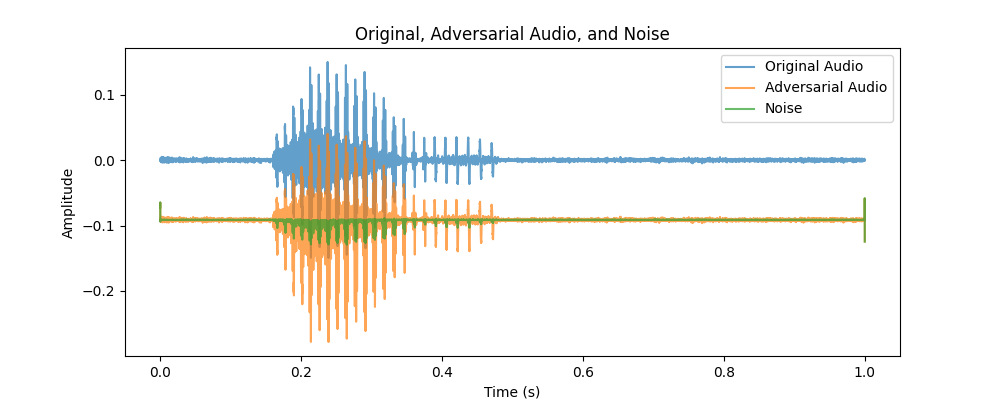 Original, Adversarial Audio, and Noise
Original Audio
Adversarial Audio
Noise
Amplitude
0.1
0.0
−0.1
−0.2
0.0 0.2 0.4 0.6 0.8 1.0
Time (s)